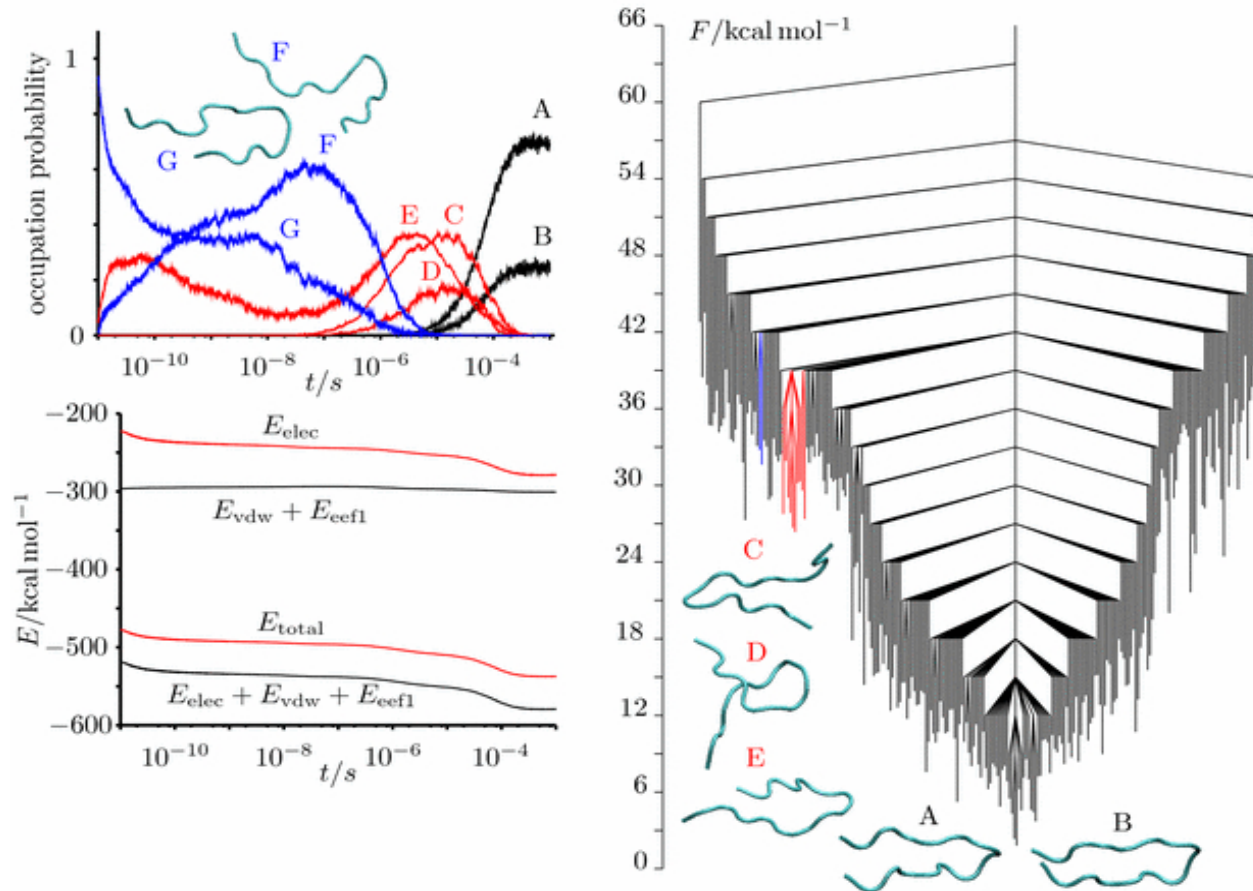 occupation probability
1
0
F
G
F
G
E
C
D
A
B
10⁻¹⁰
10⁻⁸
10⁻⁶
10⁻⁴
t/s
E/kcal mol⁻¹
−200
−300
−400
−500
−600
E_elec
E_vdw + E_eef1
E_total
E_elec + E_vdw + E_eef1
10⁻¹⁰
10⁻⁸
10⁻⁶
10⁻⁴
t/s
F/kcal mol⁻¹
66
60
54
48
42
36
30
24
18
12
6
0
C
D
E
A
B